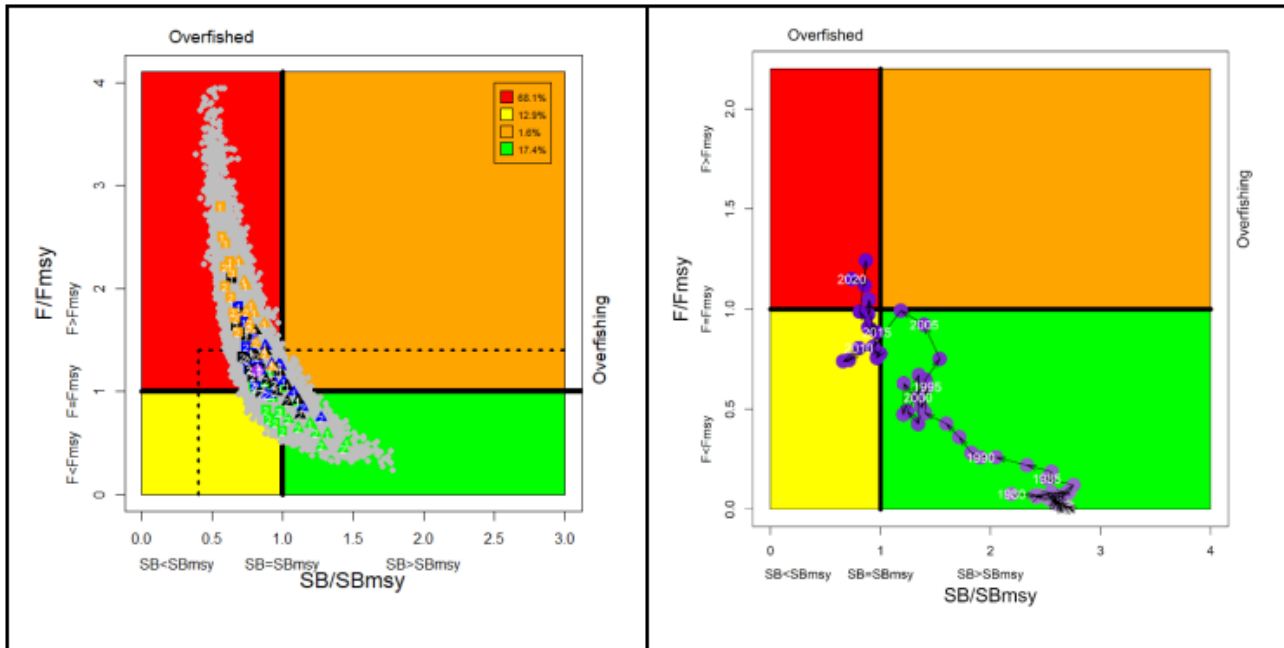 Overfished
68.1%
12.9%
1.6%
17.4%
4
3
2
1
0
F/Fmsy
F>Fmsy
F=Fmsy
F<Fmsy
Overfishing
0.0 0.5 1.0 1.5 2.0 2.5 3.0
SB<SBmsy SB=SBmsy SB>SBmsy
SB/SBmsy
Overfished
2.0
1.5
1.0
0.5
0.0
F/Fmsy
F>Fmsy
F=Fmsy
F<Fmsy
Overfishing
2020
2015
2010
2005
1995
2000
1990
1985
0 1 2 3 4
SB<SBmsy SB=SBmsy SB>SBmsy
SB/SBmsy